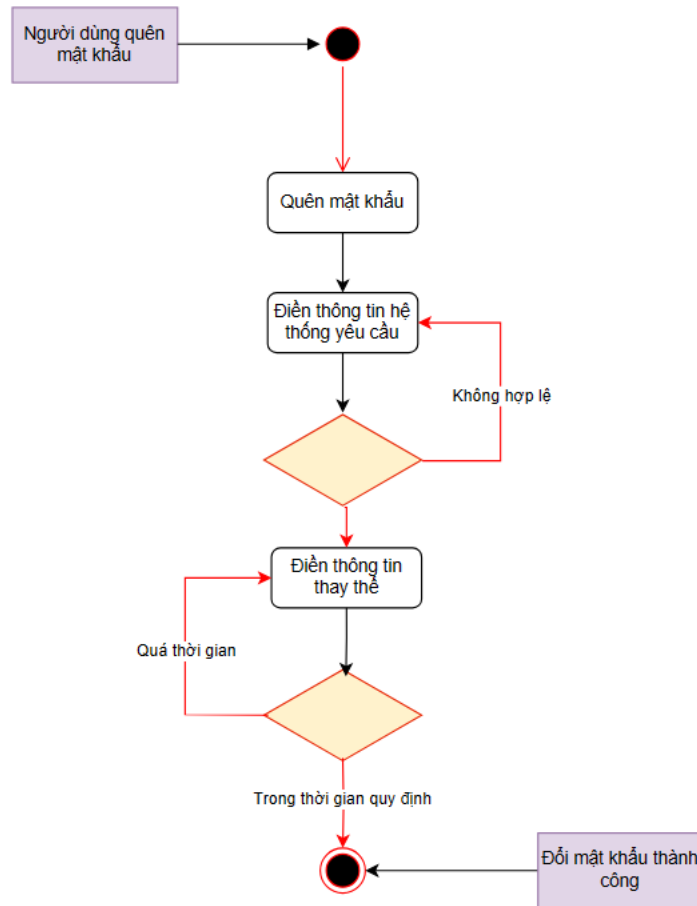 Người dùng quên
mật khẩu
Quên mật khẩu
Điền thông tin hệ
thống yêu cầu
Không hợp lệ
Điền thông tin
thay thế
Quá thời gian
Trong thời gian quy định
Đổi mật khẩu thành
công